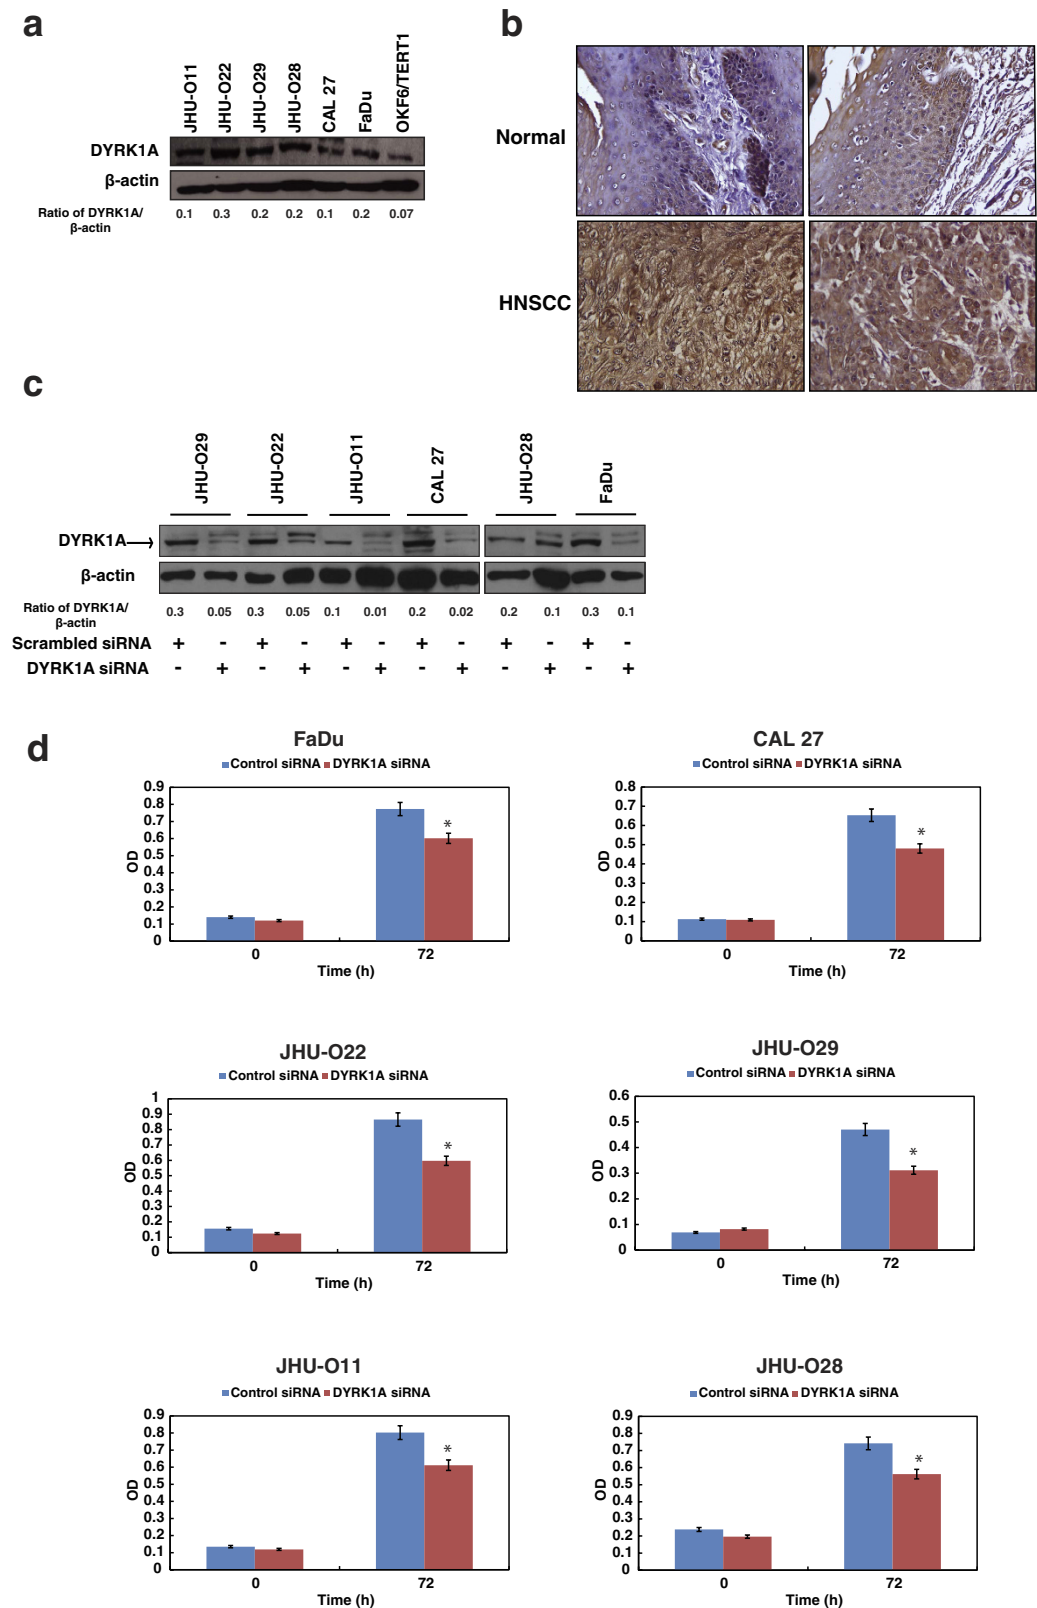 a
JHU-O11
JHU-O22
JHU-O29
JHU-O28
CAL 27
FaDu
OKF6/TERT1
DYRK1A
β-actin
Ratio of DYRK1A/
β-actin
0.1 0.3 0.2 0.2 0.1 0.2 0.07
b
Normal
HNSCC
c
JHU-O29
JHU-O22
JHU-O11
CAL 27
JHU-O28
FaDu
DYRK1A
β-actin
Ratio of DYRK1A/
β-actin
0.3 0.05 0.3 0.05 0.1 0.01 0.2 0.02 0.2 0.1 0.3 0.1
Scrambled siRNA + - + - + - + - + - + -
DYRK1A siRNA - + - + - + - + - + - +
d
FaDu
Control siRNA DYRK1A siRNA
0.9
0.8
0.7
0.6
0.5
0.4
0.3
0.2
0.1
0
OD
*
0 72
Time (h)
CAL 27
Control siRNA DYRK1A siRNA
0.8
0.7
0.6
0.5
0.4
0.3
0.2
0.1
0
OD
*
0 72
Time (h)
JHU-O22
Control siRNA DYRK1A siRNA
1
0.9
0.8
0.7
0.6
0.5
0.4
0.3
0.2
0.1
0
OD
*
0 72
Time (h)
JHU-O29
Control siRNA DYRK1A siRNA
0.6
0.5
0.4
0.3
0.2
0.1
0
OD
*
0 72
Time (h)
JHU-O11
Control siRNA DYRK1A siRNA
0.9
0.8
0.7
0.6
0.5
0.4
0.3
0.2
0.1
0
OD
*
0 72
Time (h)
JHU-O28
Control siRNA DYRK1A siRNA
0.9
0.8
0.7
0.6
0.5
0.4
0.3
0.2
0.1
0
OD
*
0 72
Time (h)